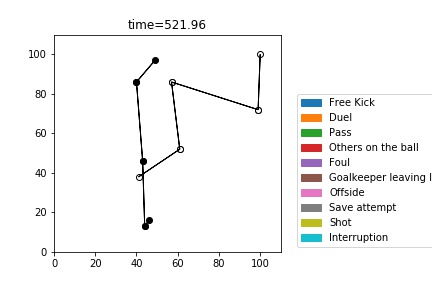 time=521.96
100
80
60
40
20
0
0 20 40 60 80 100
Free Kick
Duel
Pass
Others on the ball
Foul
Goalkeeper leaving l
Offside
Save attempt
Shot
Interruption